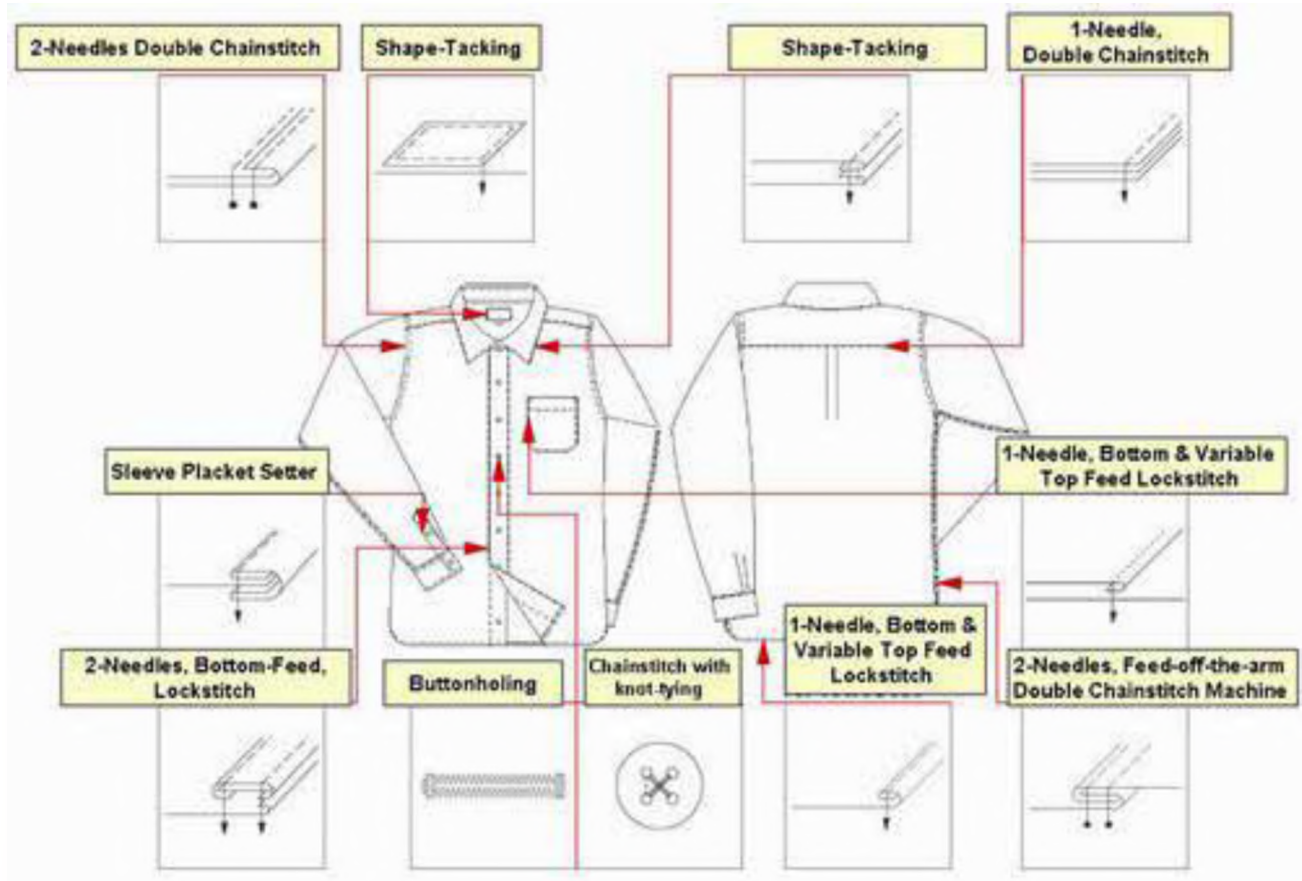 2-Needles Double Chainstitch
Shape-Tacking
Shape-Tacking
1-Needle,
Double Chainstitch
Sleeve Placket Setter
1-Needle, Bottom & Variable
Top Feed Lockstitch
2-Needles, Bottom-Feed,
Lockstitch
Buttonholing
Chainstitch with
knot-tying
1-Needle, Bottom &
Variable Top Feed
Lockstitch
2-Needles, Feed-off-the-arm
Double Chainstitch Machine